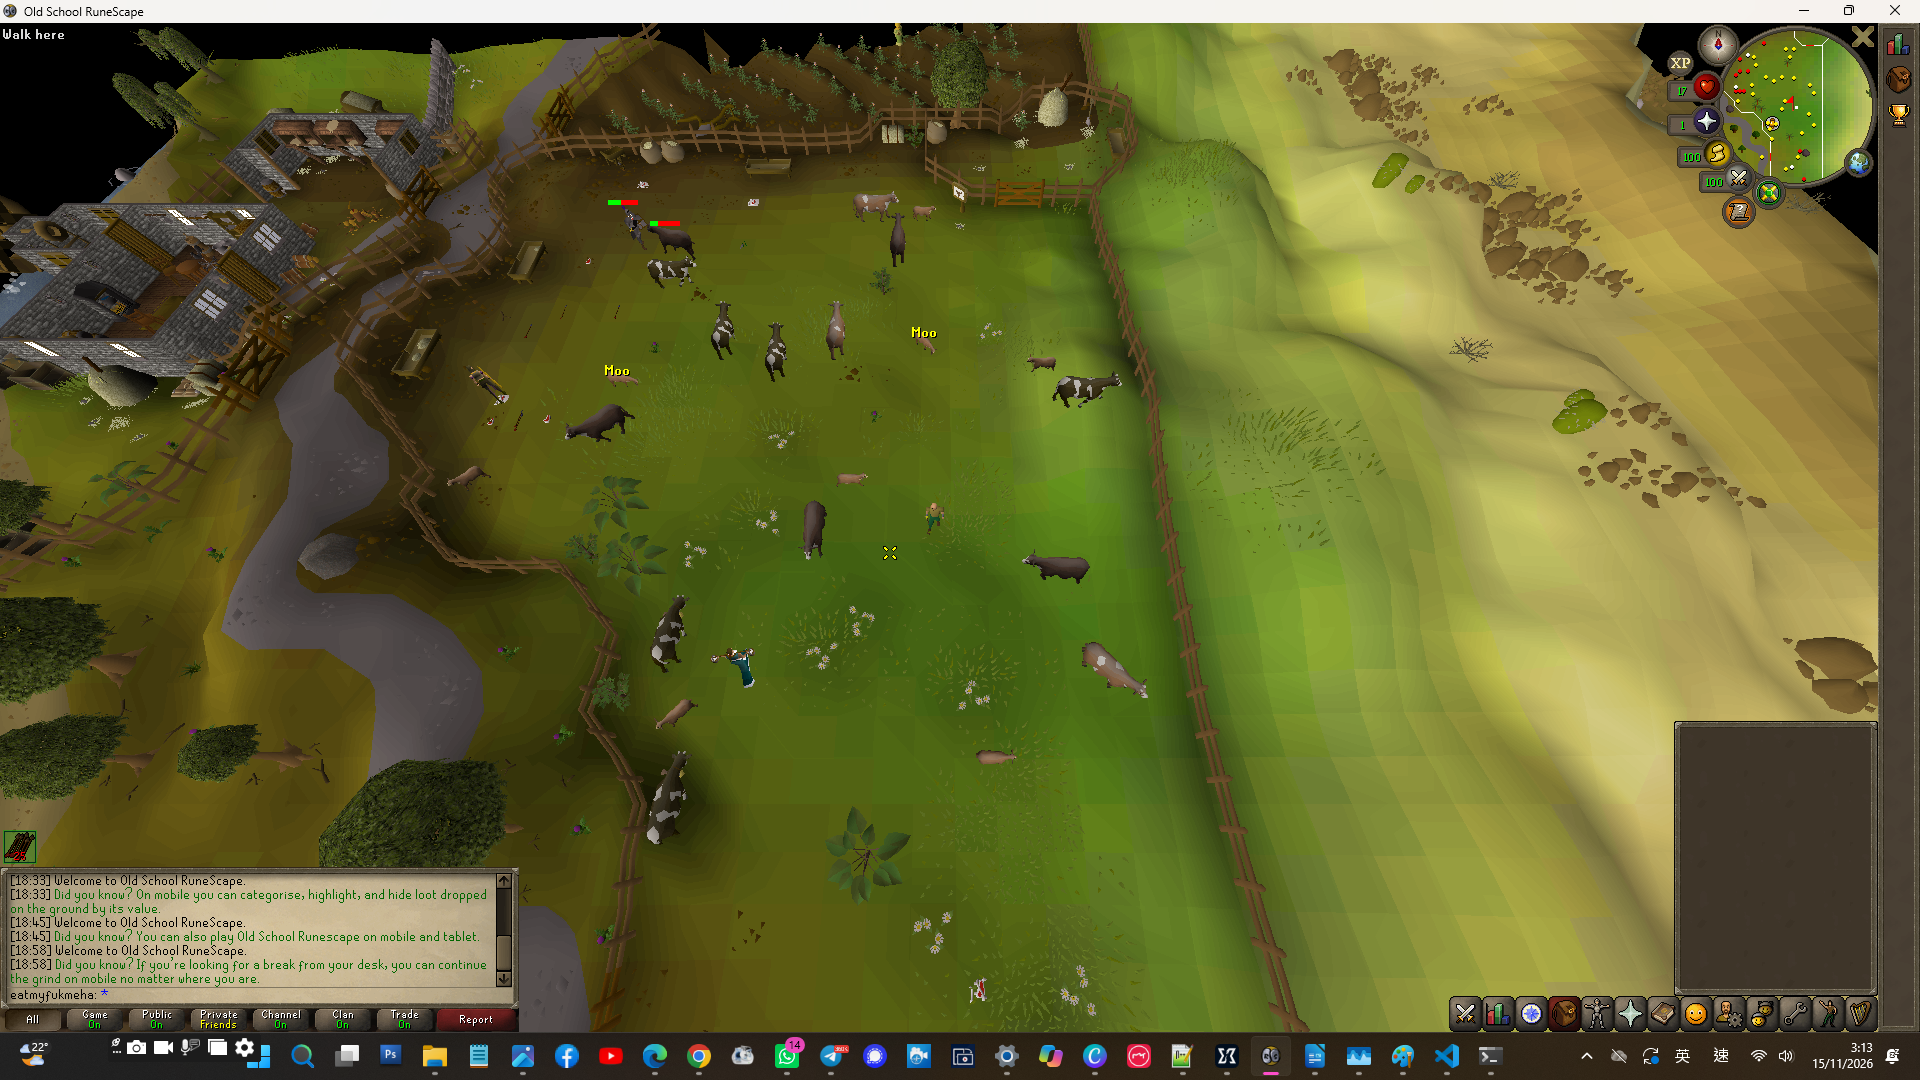 Old School RuneScape
Walk here
N
XP
17
1
100
100
Moo
Moo
[18:33] Welcome to Old School RuneScape.
[18:33] Did you know? On mobile you can categorise, highlight, and hide loot dropped
on the ground by its value.
[18:45] Welcome to Old School RuneScape.
[18:45] Did you know? You can also play Old School Runescape on mobile and tablet.
[18:58] Welcome to Old School RuneScape.
[18:58] Did you know? If you're looking for a break from your desk, you can continue
the grind on mobile no matter where you are.
eatmyfukmeha: *
All
Game
On
Public
On
Private
Friends
Channel
On
Clan
On
Trade
On
Report
22°
Ps
14
英
速
3:13
15/11/2026